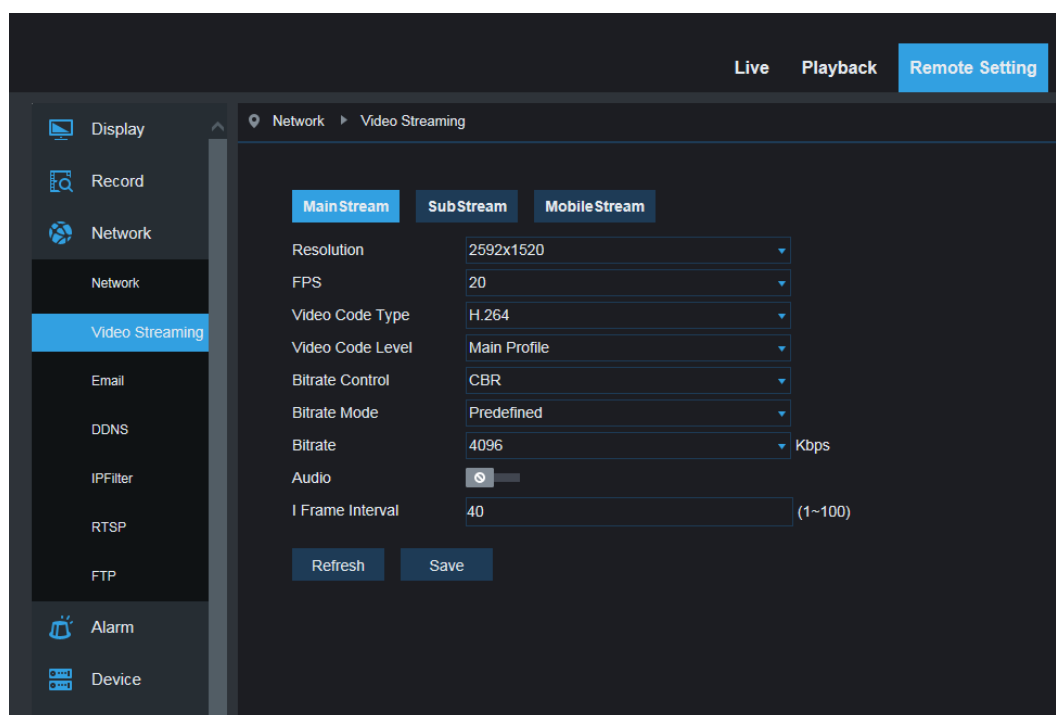 Live Playback Remote Setting
Display
Record
Network
Network
Video Streaming
Email
DDNS
IPFilter
RTSP
FTP
Alarm
Device
Network Video Streaming
MainStream SubStream MobileStream
Resolution 2592x1520
FPS 20
Video Code Type H.264
Video Code Level Main Profile
Bitrate Control CBR
Bitrate Mode Predefined
Bitrate 4096 Kbps
Audio
I Frame Interval 40 (1~100)
Refresh Save